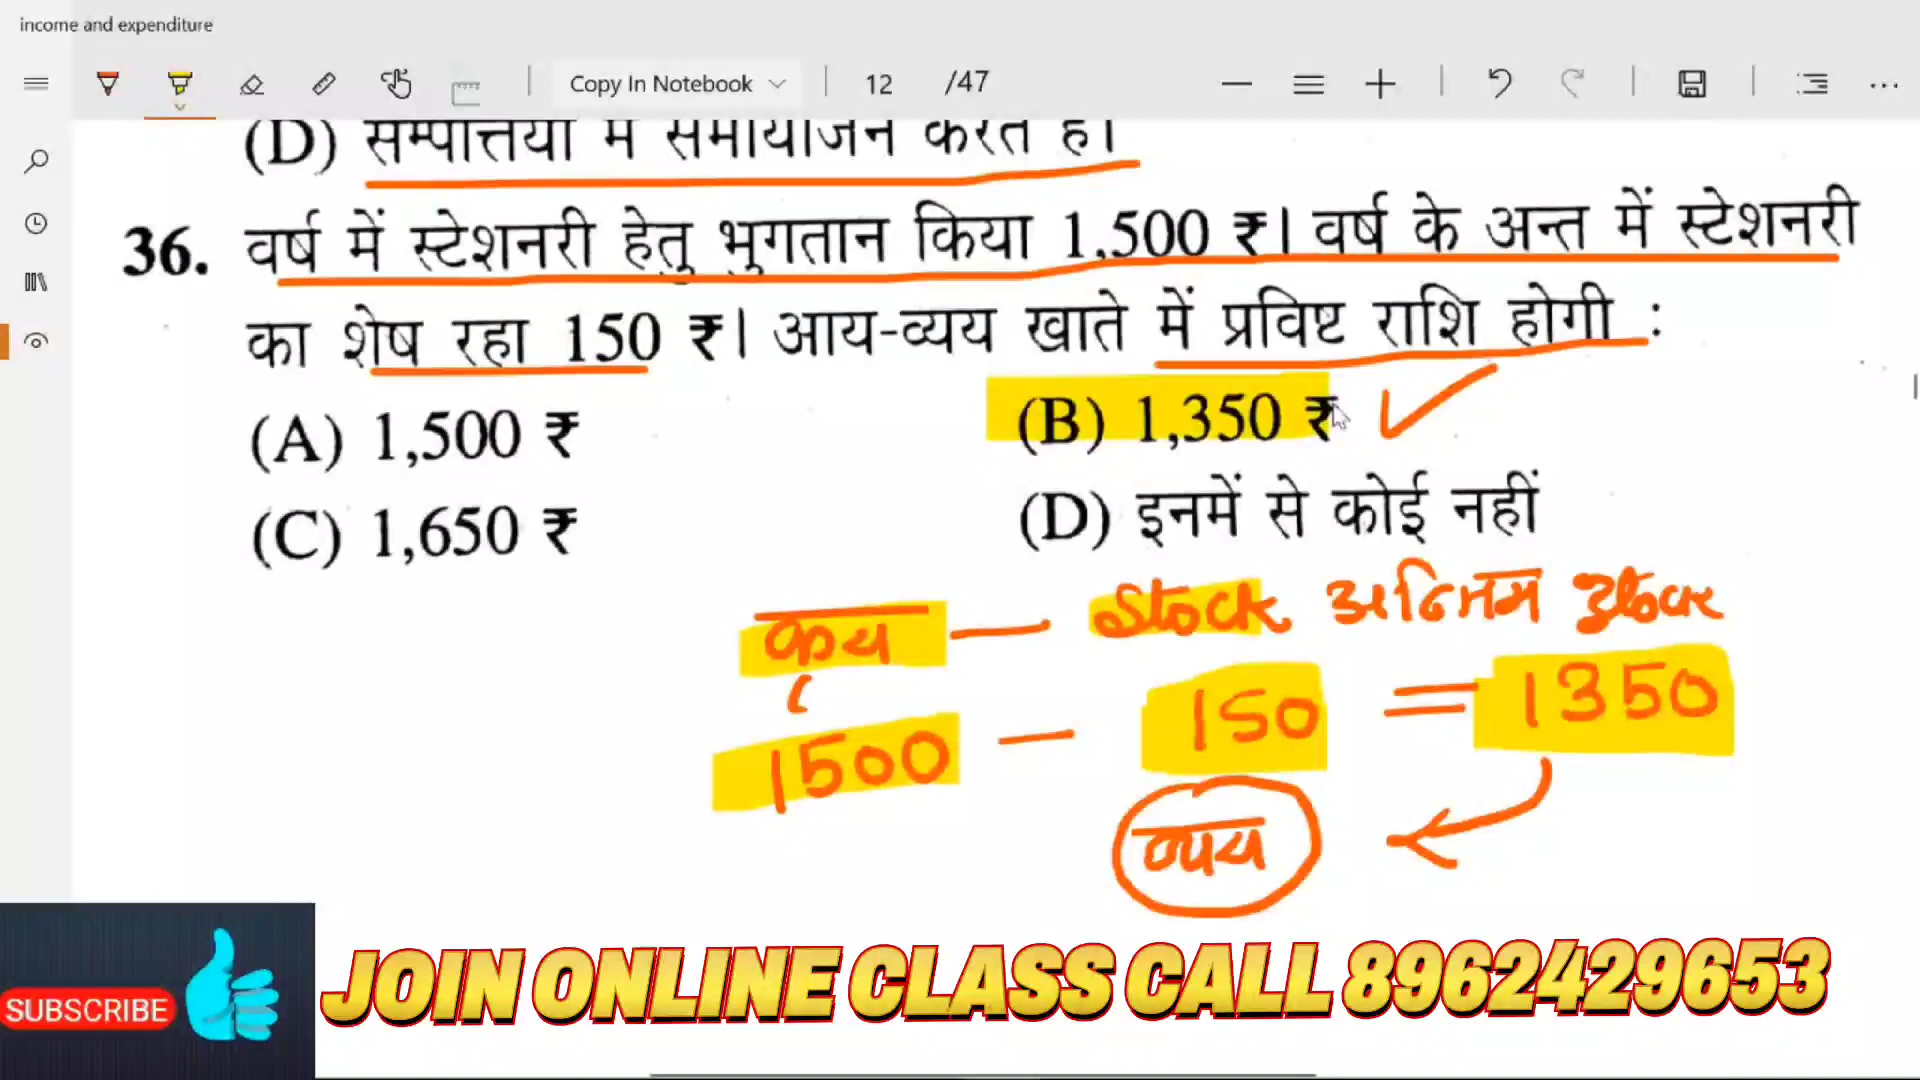 income and expenditure
Copy In Notebook
12 /47
(D) सम्पत्तियों में समायोजन करते हैं।
36. वर्ष में स्टेशनरी हेतु भुगतान किया 1,500 ₹। वर्ष के अन्त में स्टेशनरी
का शेष रहा 150 ₹। आय-व्यय खाते में प्रविष्ट राशि होगी :
(A) 1,500 ₹ (B) 1,350 ₹
(C) 1,650 ₹ (D) इनमें से कोई नहीं
क्रय — Stock अन्तिम स्टॉक
1500 — 150 = 1350
व्यय
SUBSCRIBE
JOIN ONLINE CLASS CALL 8962429653